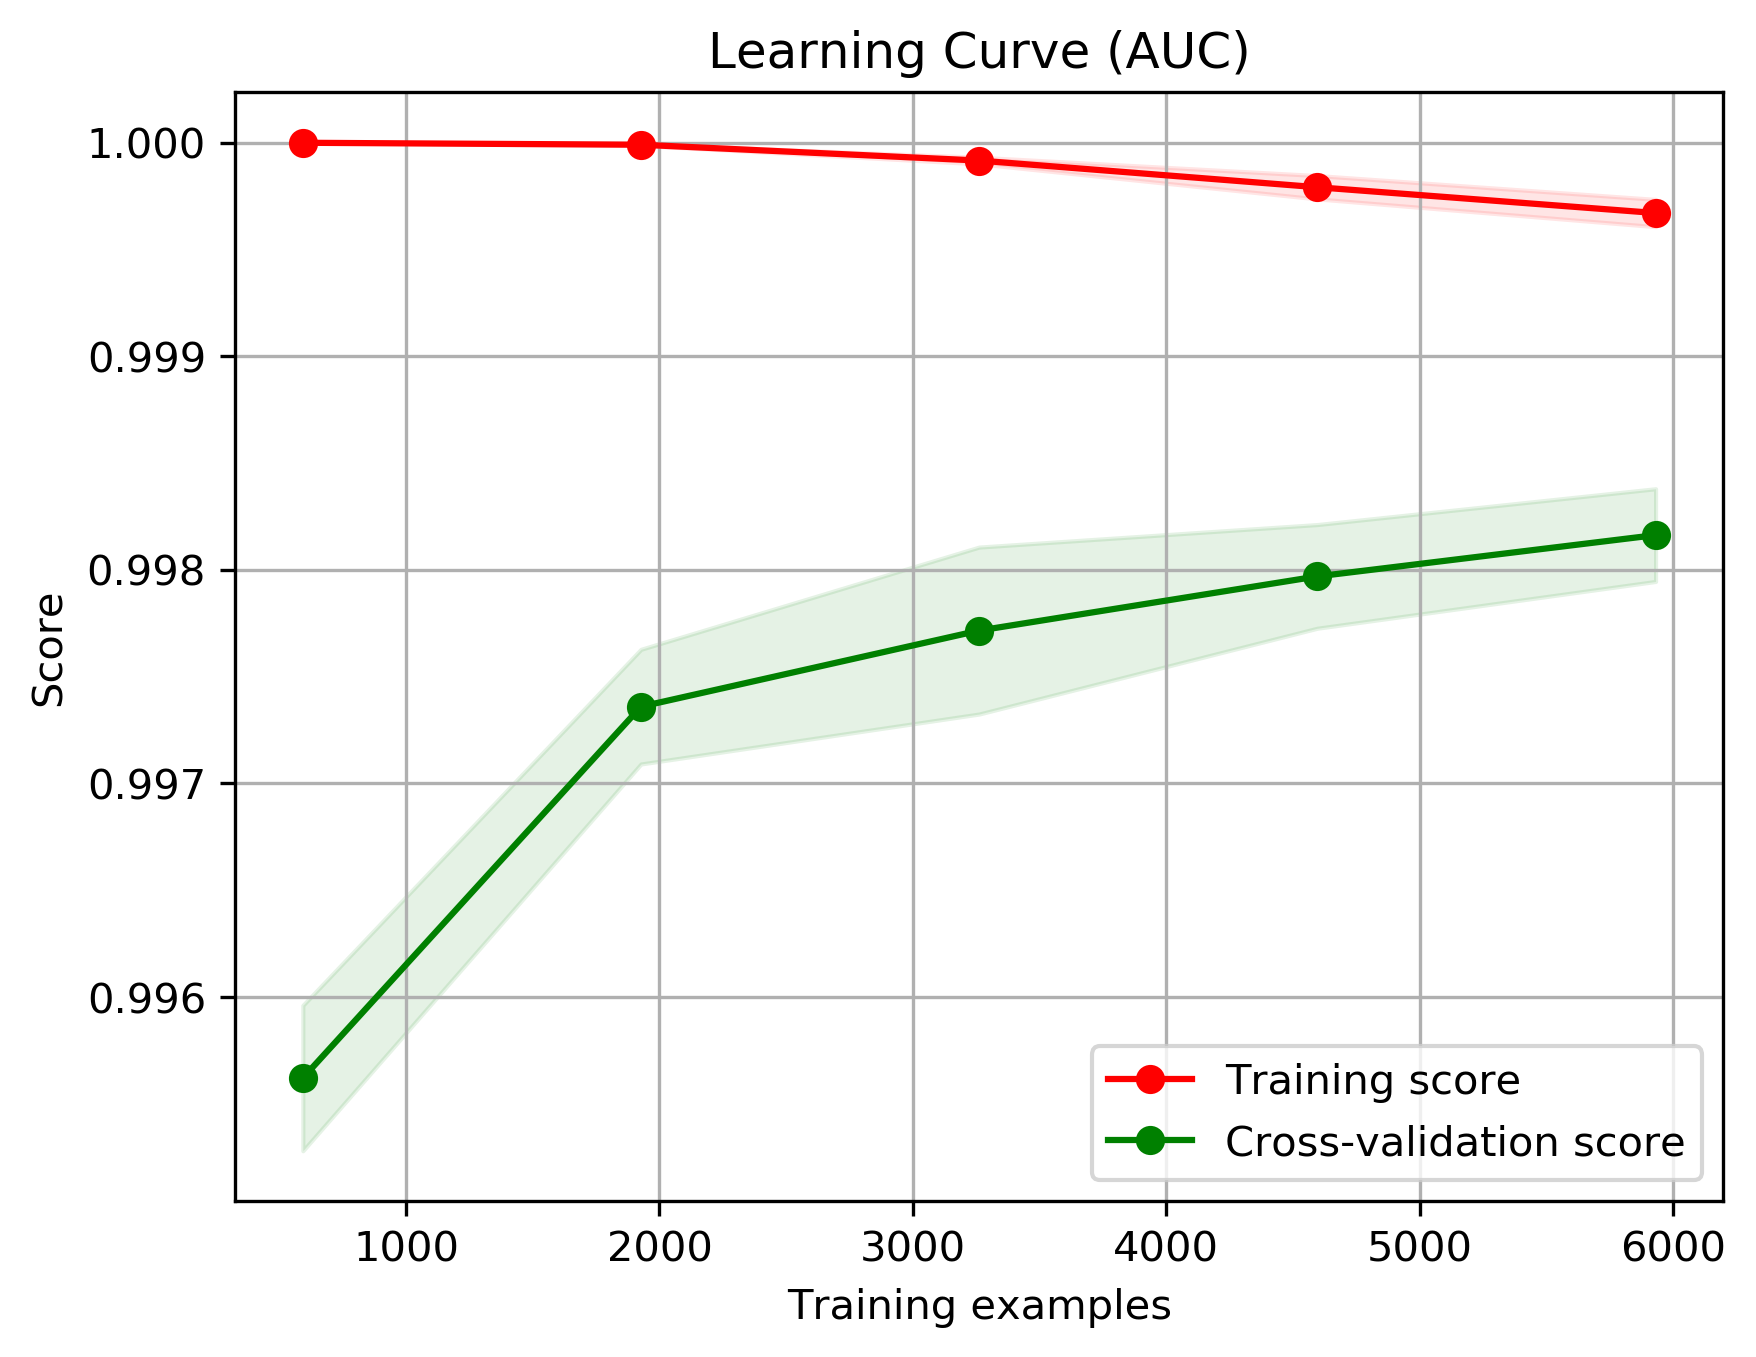 Learning Curve (AUC)
1.000
0.999
0.998
0.997
0.996
Score
1000 2000 3000 4000 5000 6000
Training examples
Training score
Cross-validation score